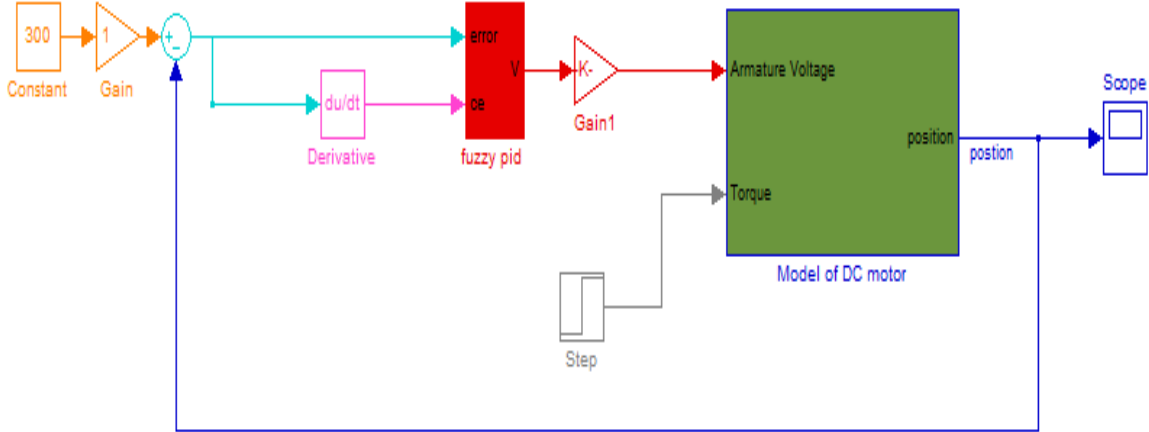 300
Constant
1
Gain
+
-
du/dt
Derivative
error
V
ce
fuzzy pid
K-
Gain1
Step
Armature Voltage
position
Torque
Model of DC motor
postion
Scope